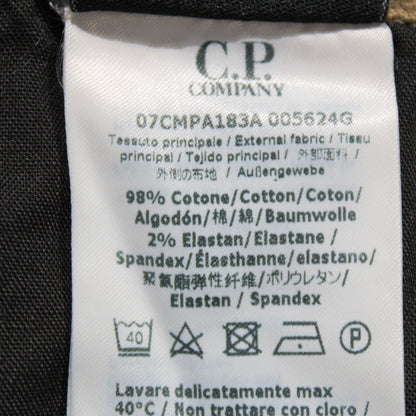 C.P.
COMPANY
07CMPA183A 005624G
Tessuto principale / External fabric / Tissu
principal / Tejido principal / 外部面料 /
外側の布地 / Außengewebe
98% Cotone/Cotton/Coton/
Algodón/棉/綿/Baumwolle
2% Elastan/Elastane /
Spandex/Élasthanne/elastano/
聚氨酯弹性纤维/ポリウレタン/
Elastan / Spandex
40 P
Lavare delicatamente max
40°C / Non trattare con cloro /